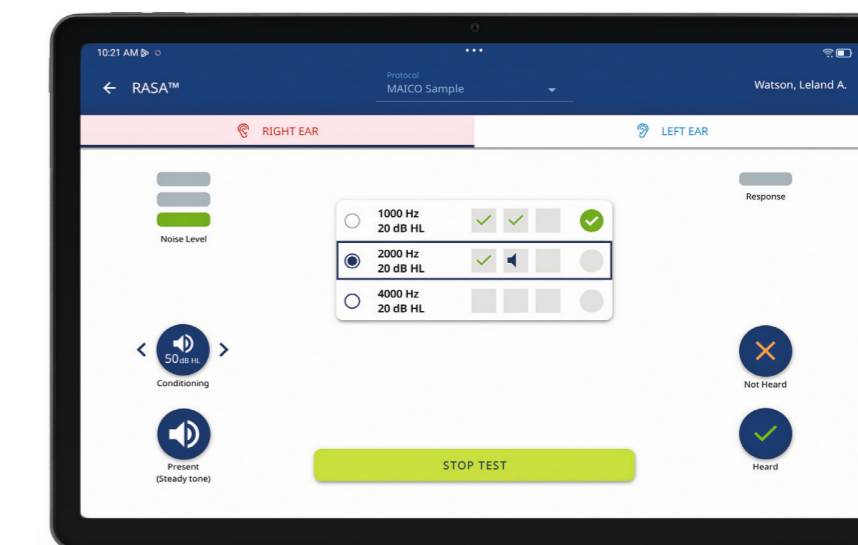 10:21 AM
RASA™
Protocol
MAICO Sample
Watson, Leland A.
RIGHT EAR
LEFT EAR
Noise Level
Response
1000 Hz
20 dB HL
2000 Hz
20 dB HL
4000 Hz
20 dB HL
50 dB HL
Conditioning
Not Heard
Present
(Steady tone)
STOP TEST
Heard